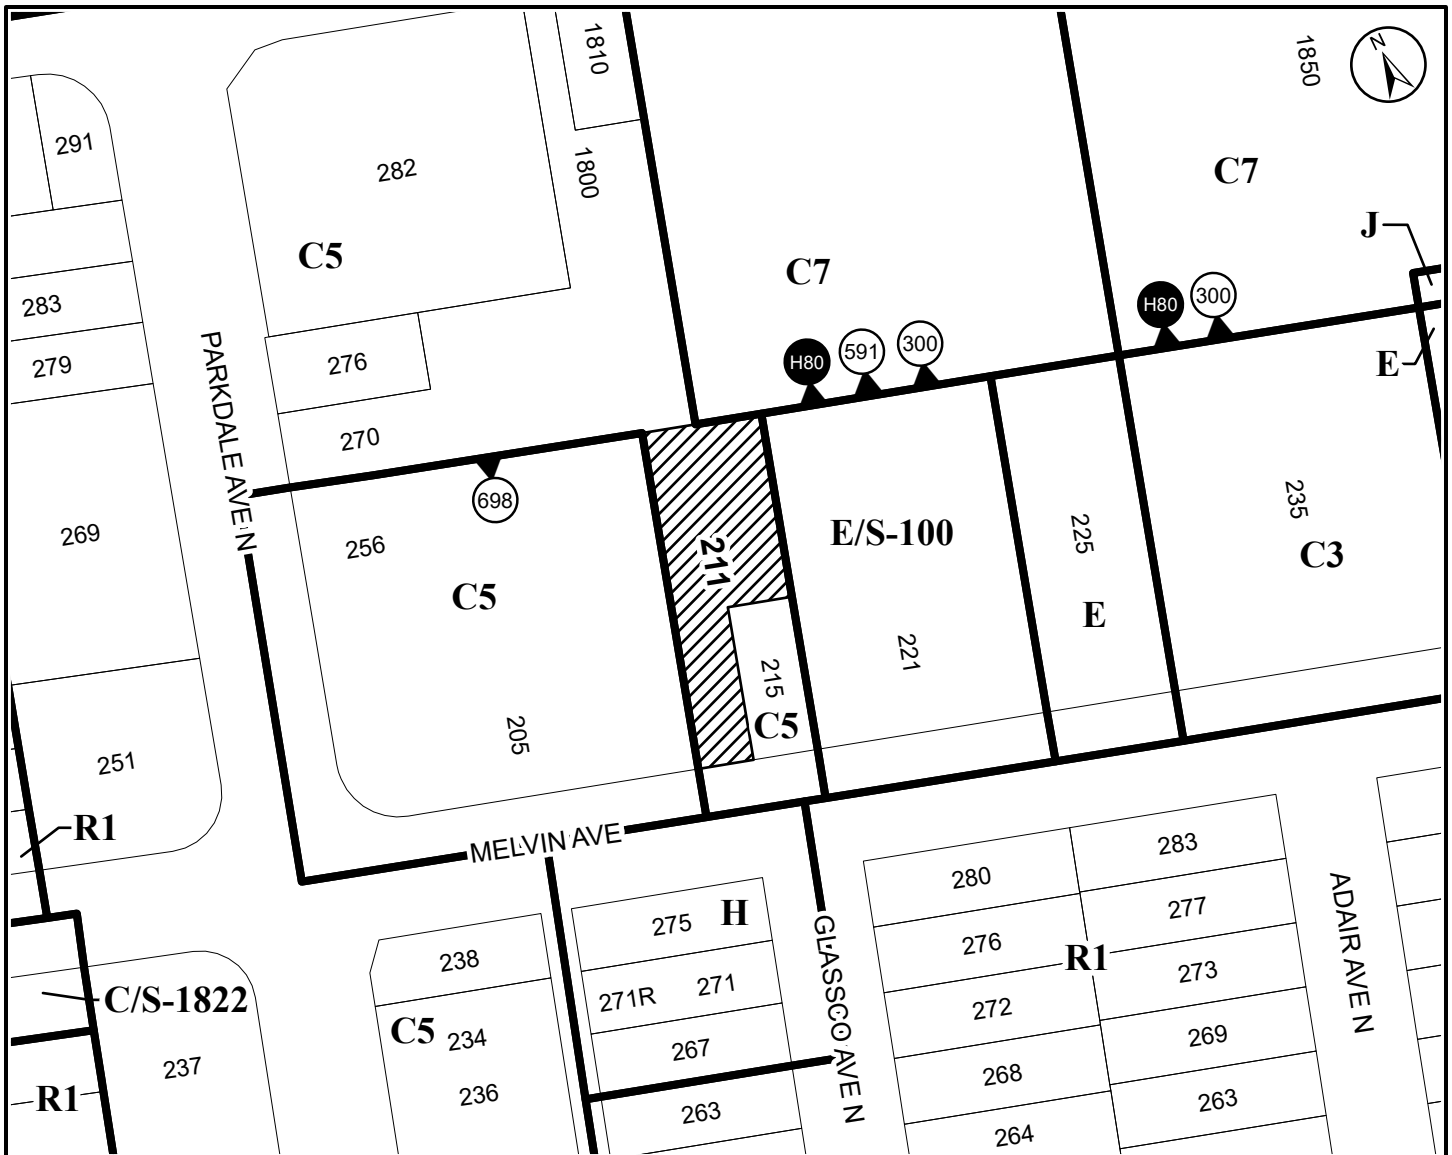 1810
1850
N
291
282
1800
C7
J
C5
C7
283
H80
300
PARKDALE AVE N
276
H80
591
300
279
E
270
698
235
269
256
211
E/S-100
225
C3
C5
E
221
215
205
C5
251
R1
MELVIN AVE
283
280
ADAIR AVE N
277
275
H
GLASSCO AVE N
276
R1
238
273
C/S-1822
271R
271
272
C5
234
267
269
237
236
268
R1
263
263
264